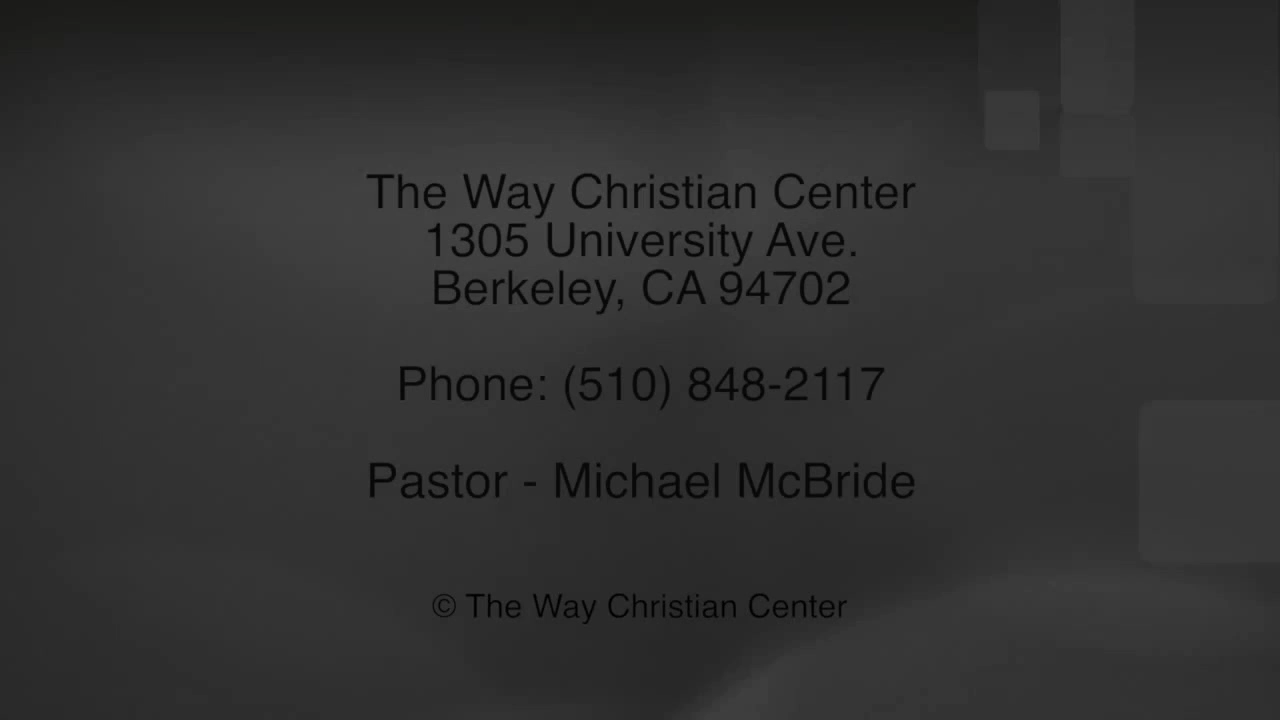 The Way Christian Center
1305 University Ave.
Berkeley, CA 94702
Phone: (510) 848-2117
Pastor - Michael McBride
© The Way Christian Center